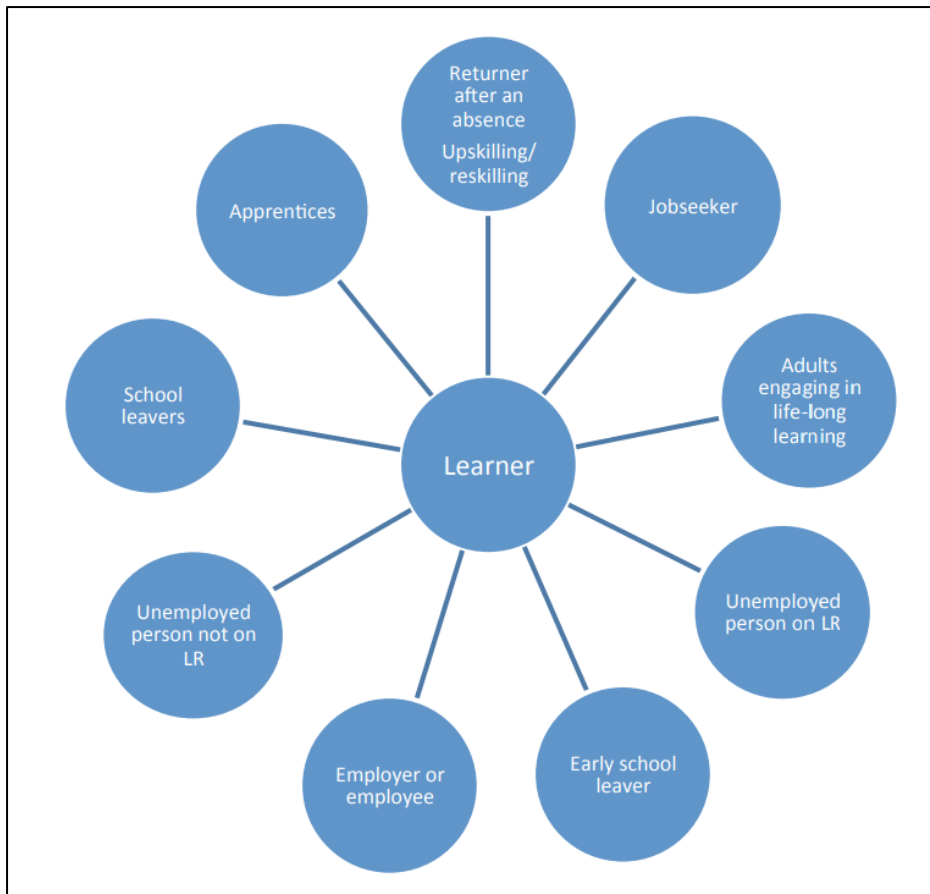 Returner
after an
absence
Upskilling/
reskilling
Jobseeker
Adults
engaging in
life-long
learning
Unemployed
person on LR
Early school
leaver
Employer or
employee
Unemployed
person not on
LR
School
leavers
Apprentices
Learner